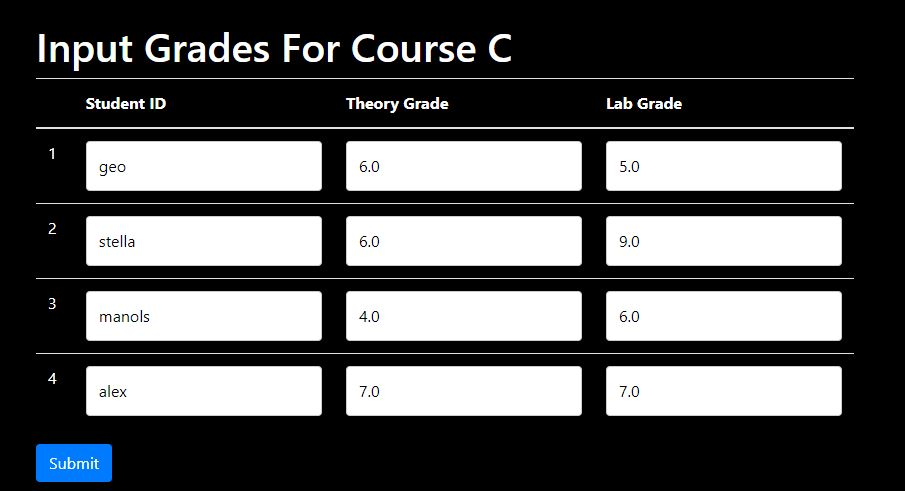 Input Grades For Course C
Student ID Theory Grade Lab Grade
1 geo 6.0 5.0
2 stella 6.0 9.0
3 manols 4.0 6.0
4 alex 7.0 7.0
Submit